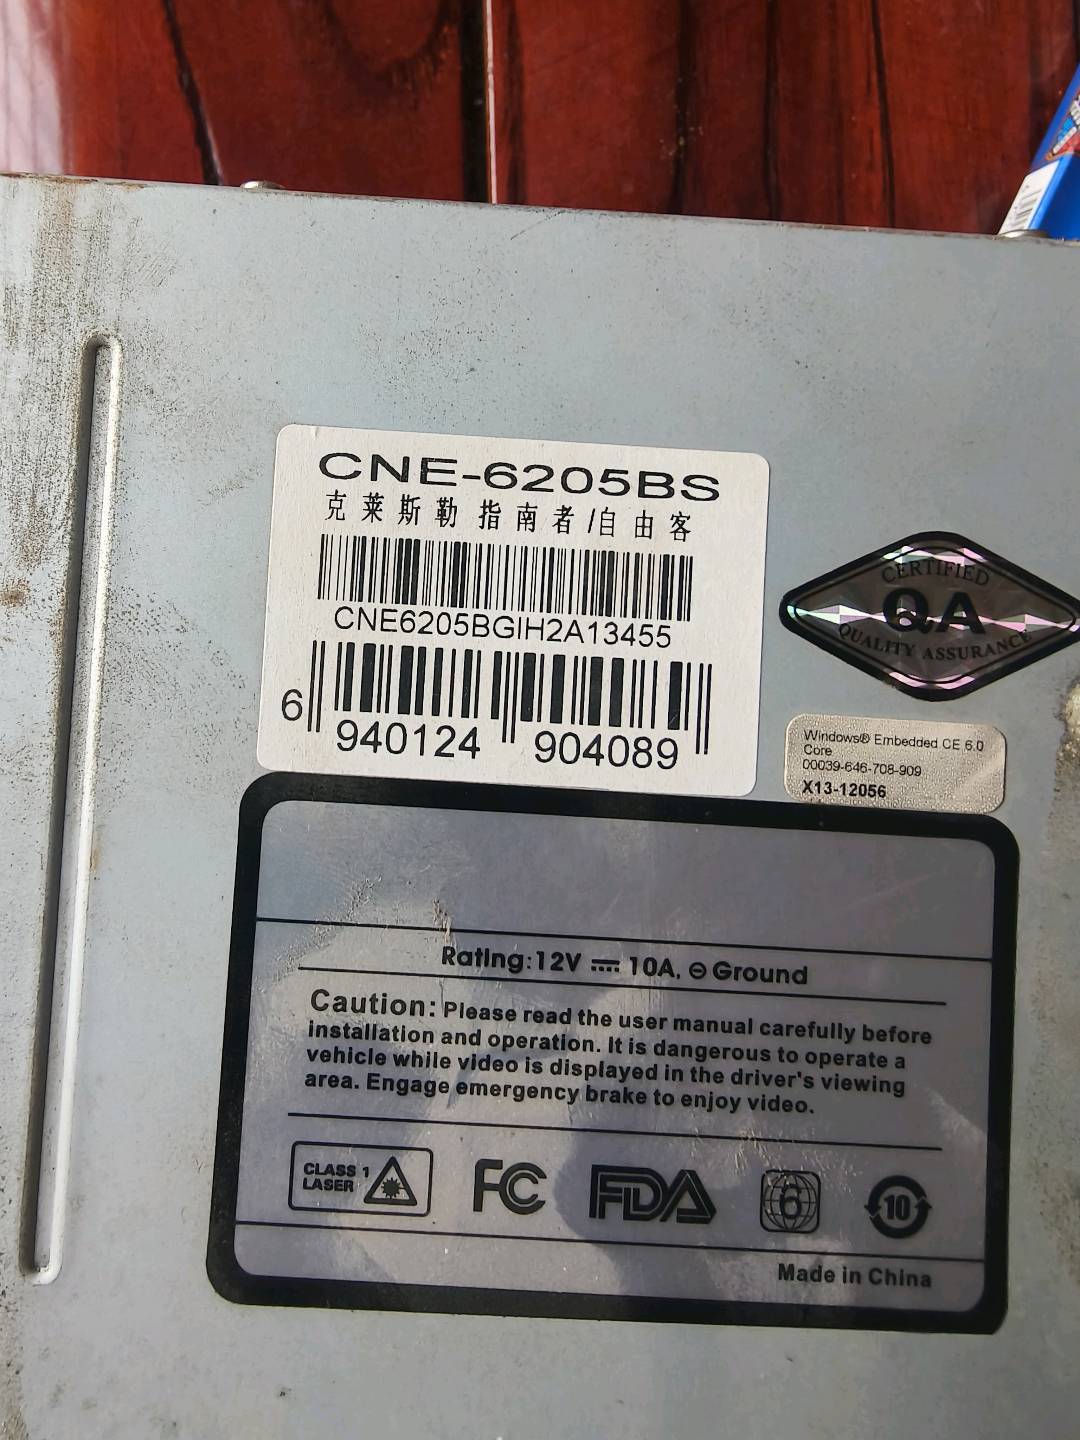 CNE-6205BS
克莱斯勒 指南者/自由客
CNE6205BGIH2A13455
6 940124 904089
CERTIFIED
QA
QUALITY ASSURANCE
Windows® Embedded CE 6.0
Core
00039-646-708-909
X13-12056
Rating:12V ⎓ 10A, ⊖ Ground
Caution: Please read the user manual carefully before
installation and operation. It is dangerous to operate a
vehicle while video is displayed in the driver's viewing
area. Engage emergency brake to enjoy video.
CLASS 1
LASER
FC
FDA
6
10
Made in China